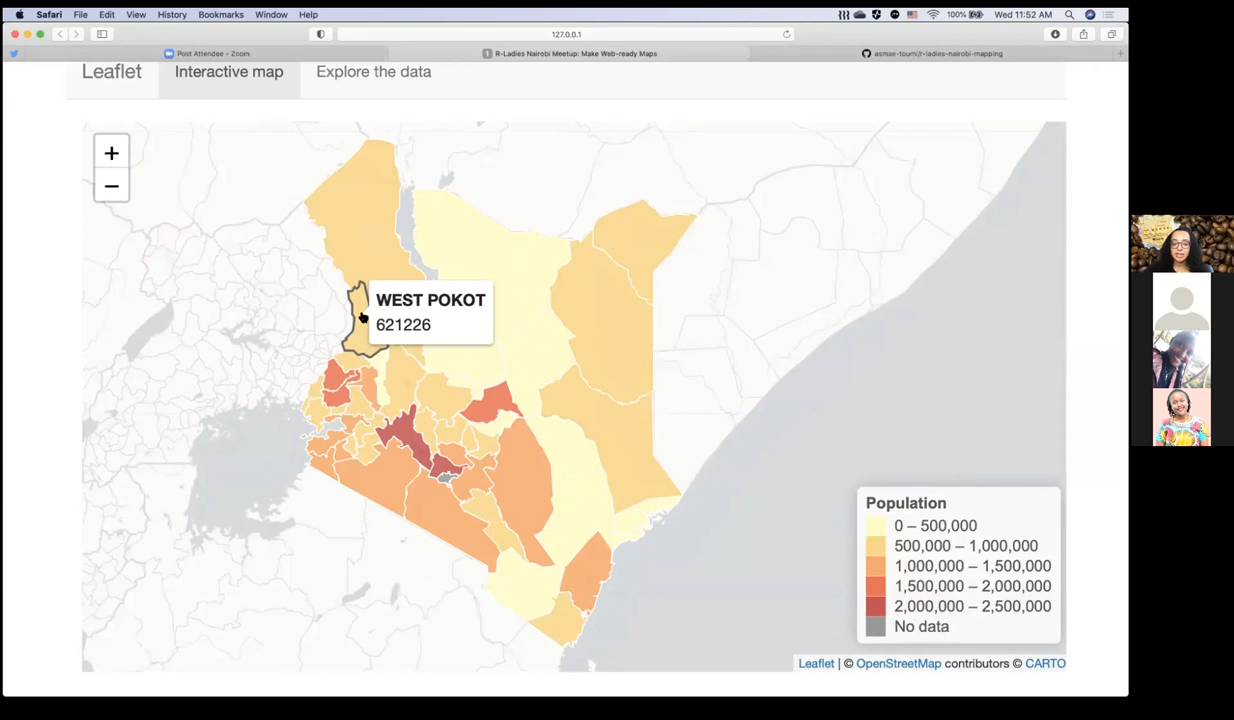 Safari File Edit View History Bookmarks Window Help
100% Wed 11:52 AM
127.0.0.1
Post Attendee - Zoom
1 R-Ladies Nairobi Meetup: Make Web-ready Maps
asmae-toumi/r-ladies-nairobi-mapping
Leaflet Interactive map Explore the data
+
−
WEST POKOT
621226
Population
0 – 500,000
500,000 – 1,000,000
1,000,000 – 1,500,000
1,500,000 – 2,000,000
2,000,000 – 2,500,000
No data
Leaflet | © OpenStreetMap contributors © CARTO